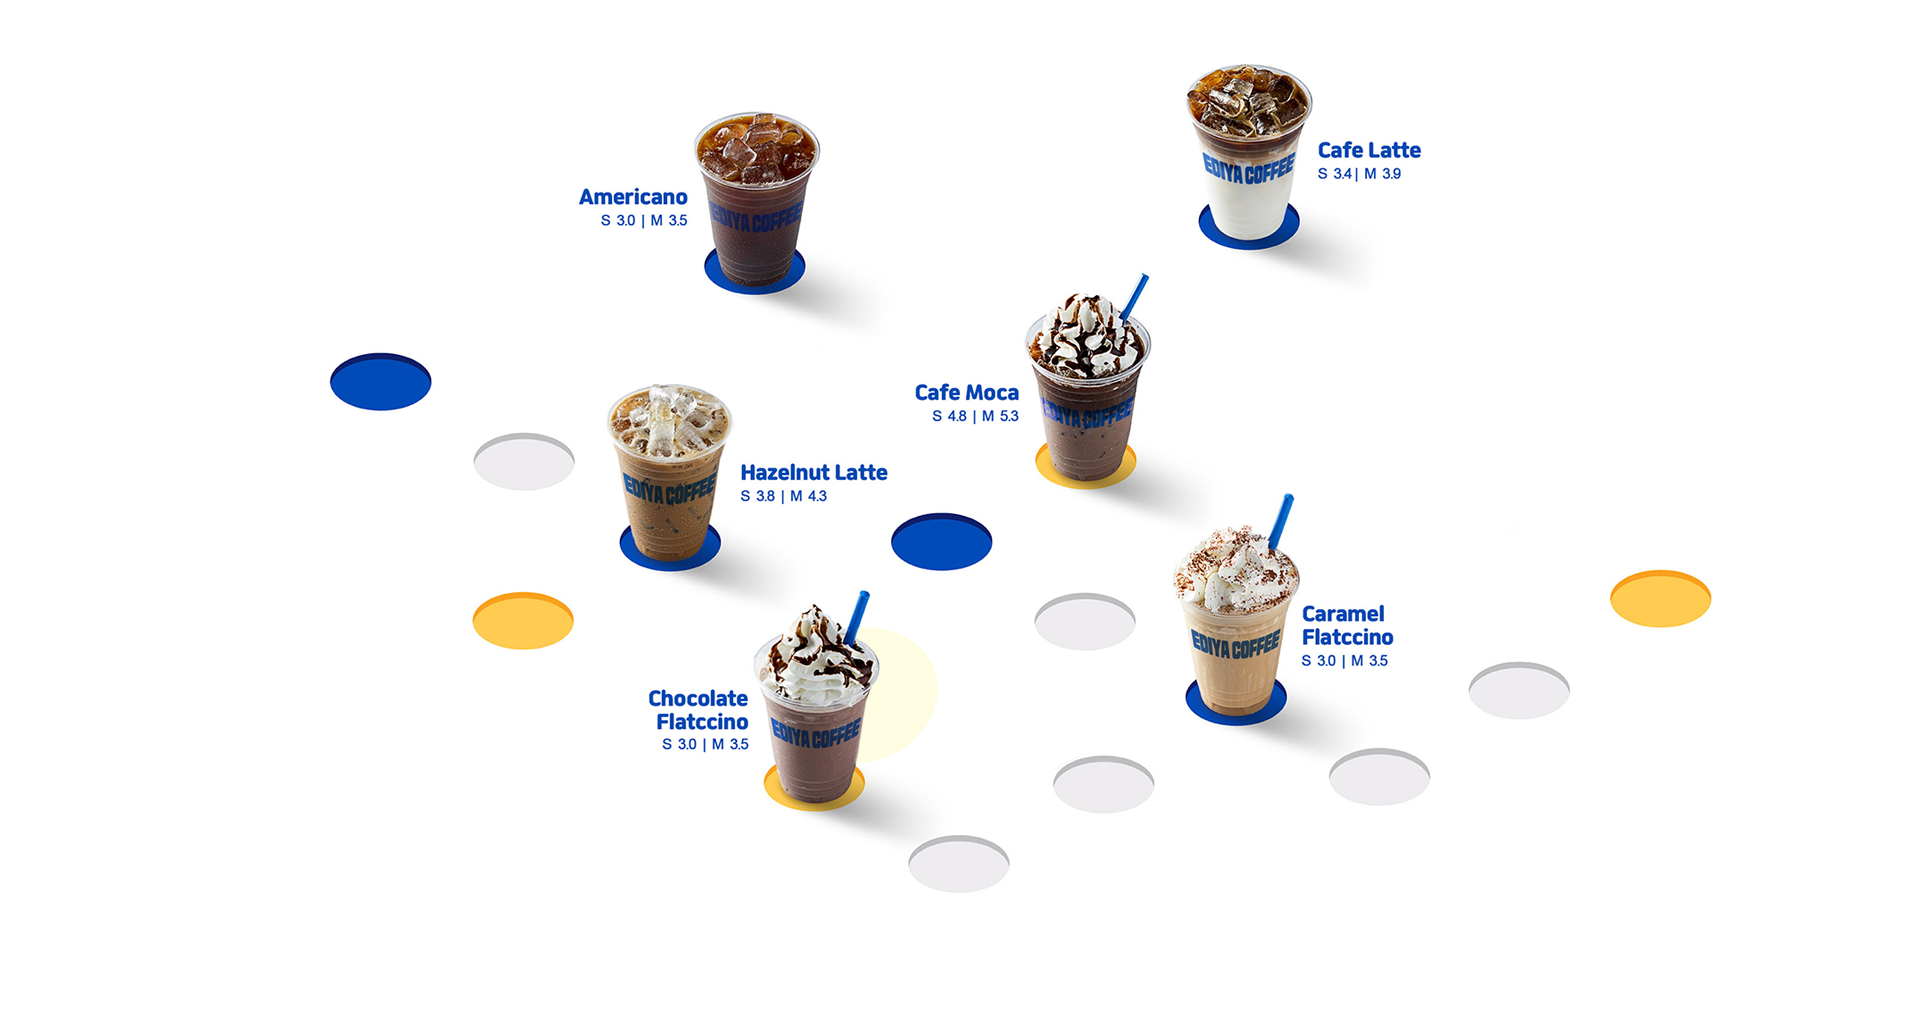 Cafe Latte
S 3.4| M 3.9
EDIYA COFFEE
Americano
S 3.0 | M 3.5
EDIYA COFFEE
Cafe Moca
S 4.8 | M 5.3
EDIYA COFFEE
Hazelnut Latte
S 3.8 | M 4.3
EDIYA COFFEE
Caramel
Flatccino
S 3.0 | M 3.5
EDIYA COFFEE
Chocolate
Flatccino
S 3.0 | M 3.5
EDIYA COFFEE